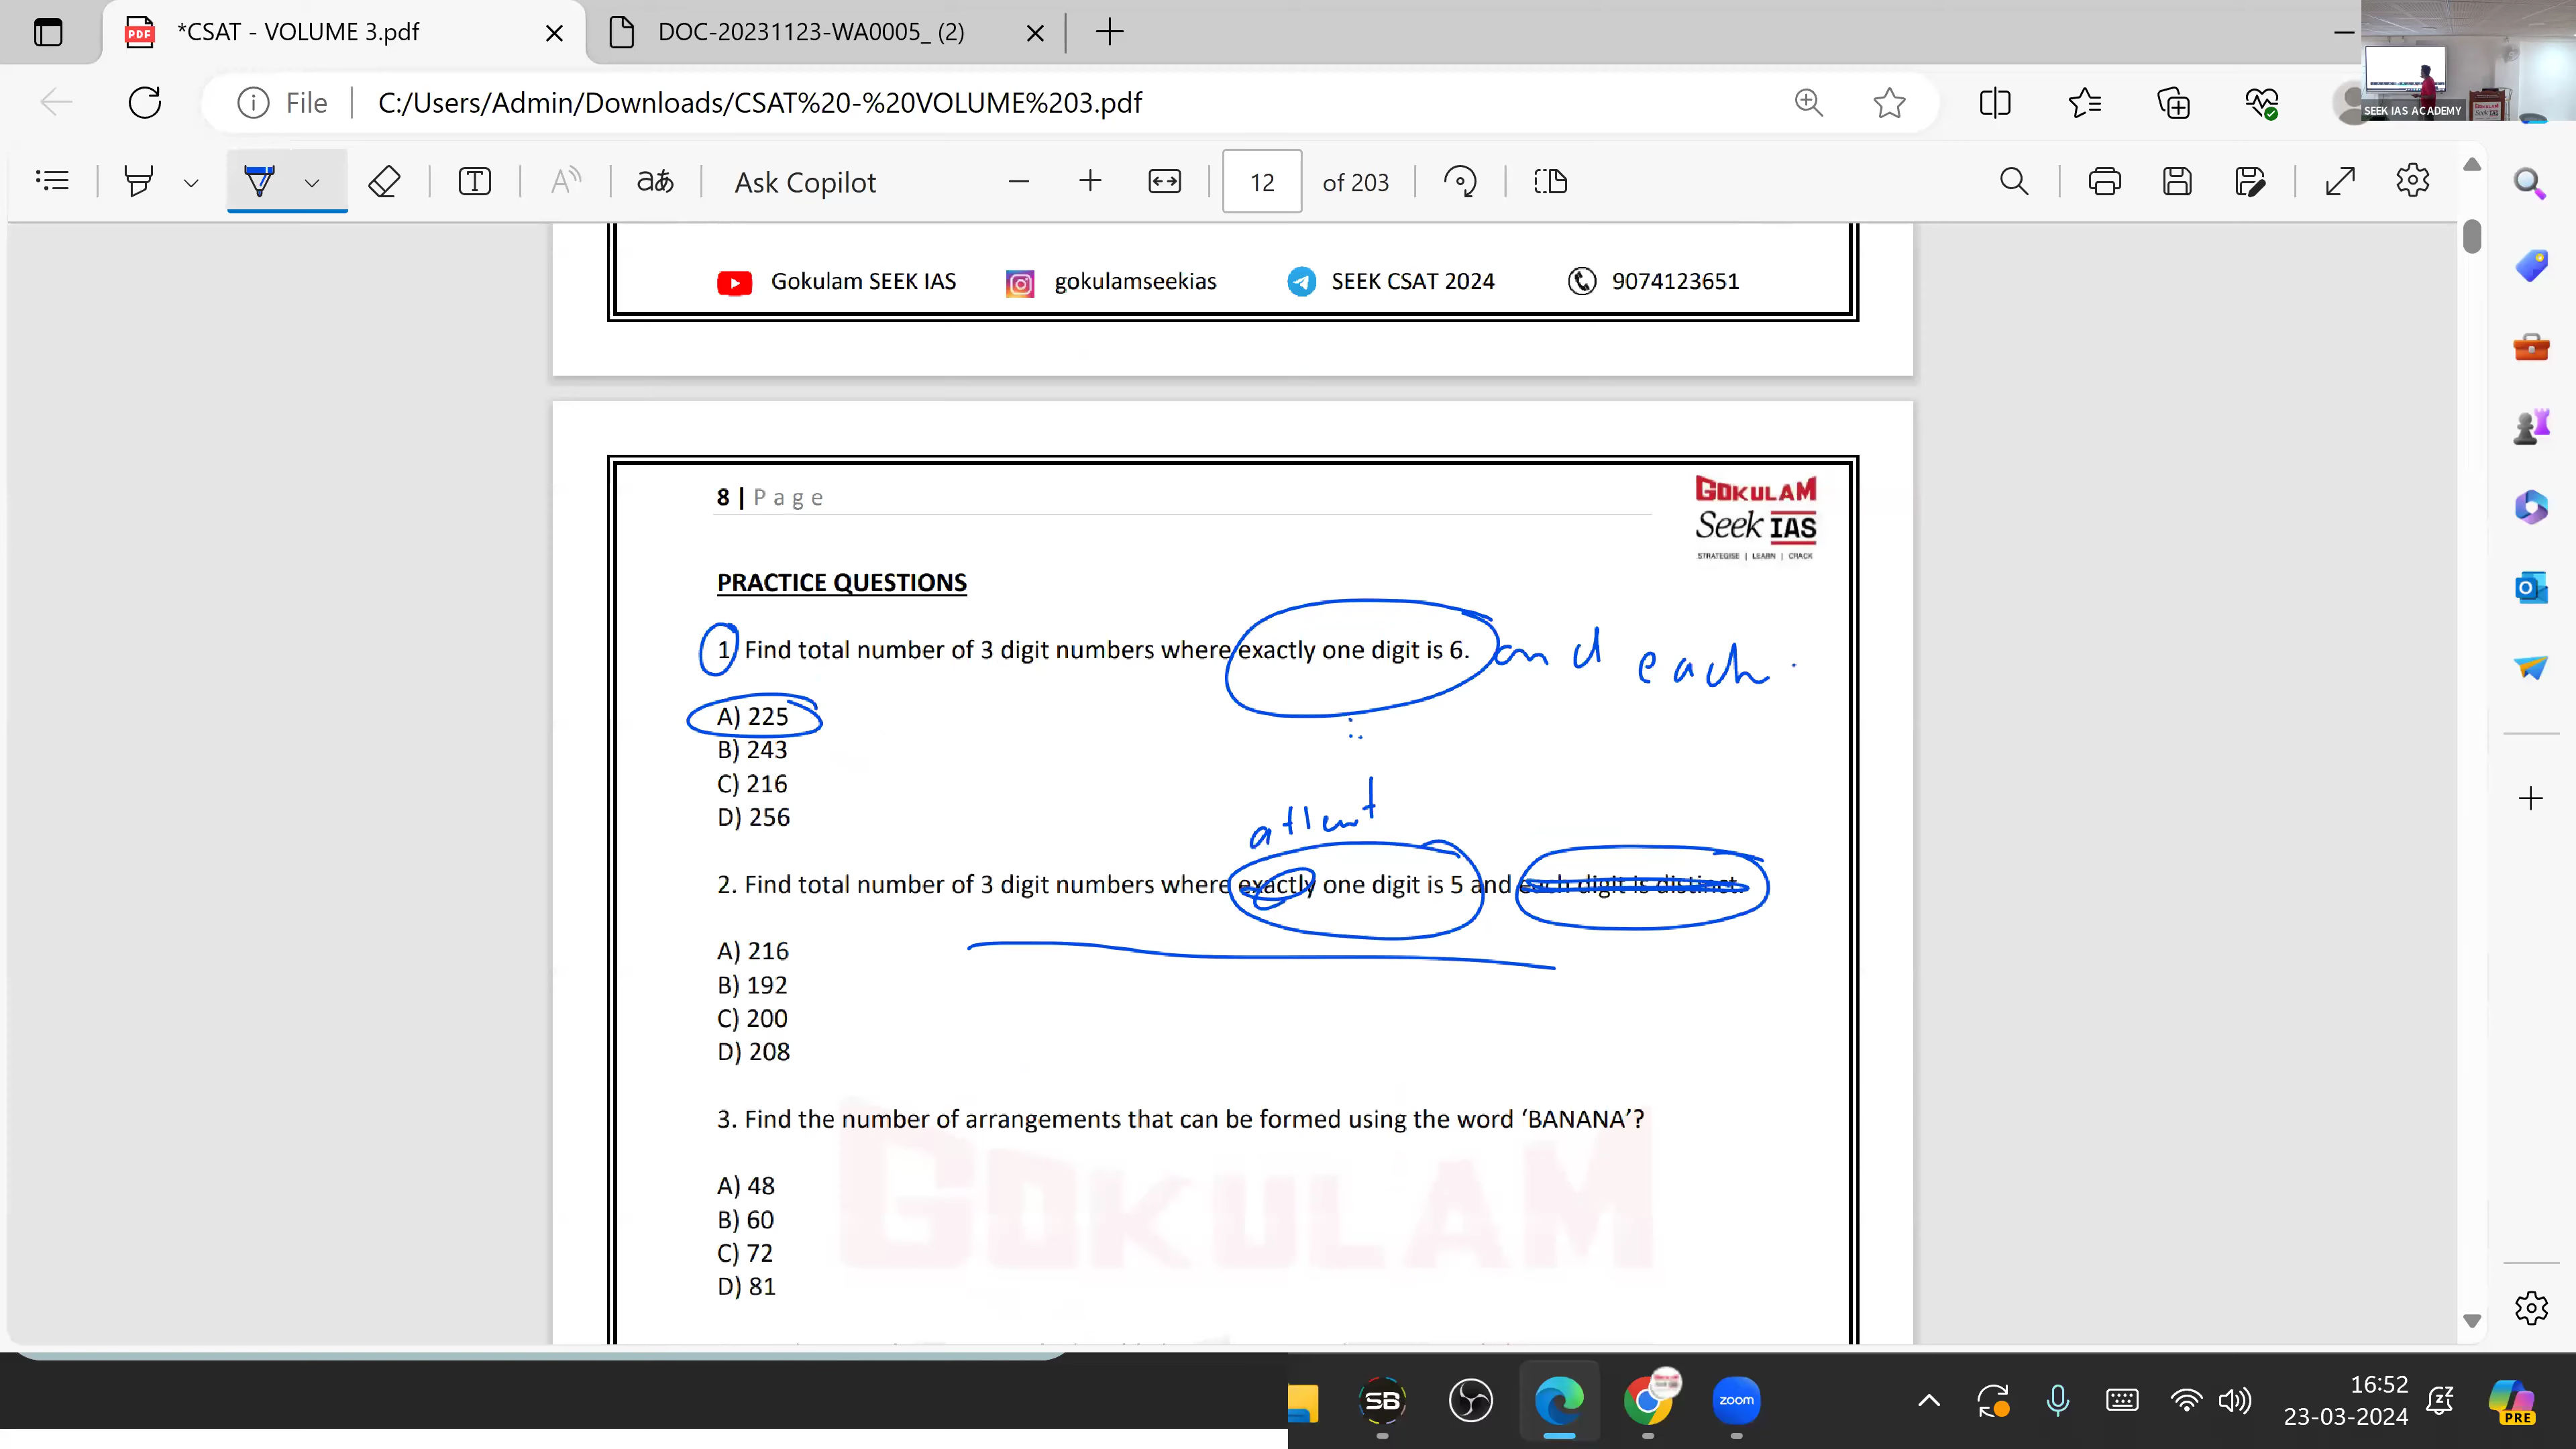 *CSAT - VOLUME 3.pdf
DOC-20231123-WA0005_ (2)
File
C:/Users/Admin/Downloads/CSAT%20-%20VOLUME%203.pdf
SEEK IAS ACADEMY
Ask Copilot
12 of 203
Gokulam SEEK IAS
gokulamseekias
SEEK CSAT 2024
9074123651
8 | Page
GOKULAM
Seek IAS
STRATEGISE | LEARN | CRACK
PRACTICE QUESTIONS
1. Find total number of 3 digit numbers where exactly one digit is 6. and each
A) 225
B) 243
C) 216
D) 256
2. Find total number of 3 digit numbers where exactly one digit is 5 and each digit is distinct.
A) 216
B) 192
C) 200
D) 208
3. Find the number of arrangements that can be formed using the word ‘BANANA’?
A) 48
B) 60
C) 72
D) 81
GOKULAM
SB
zoom
16:52
23-03-2024
PRE